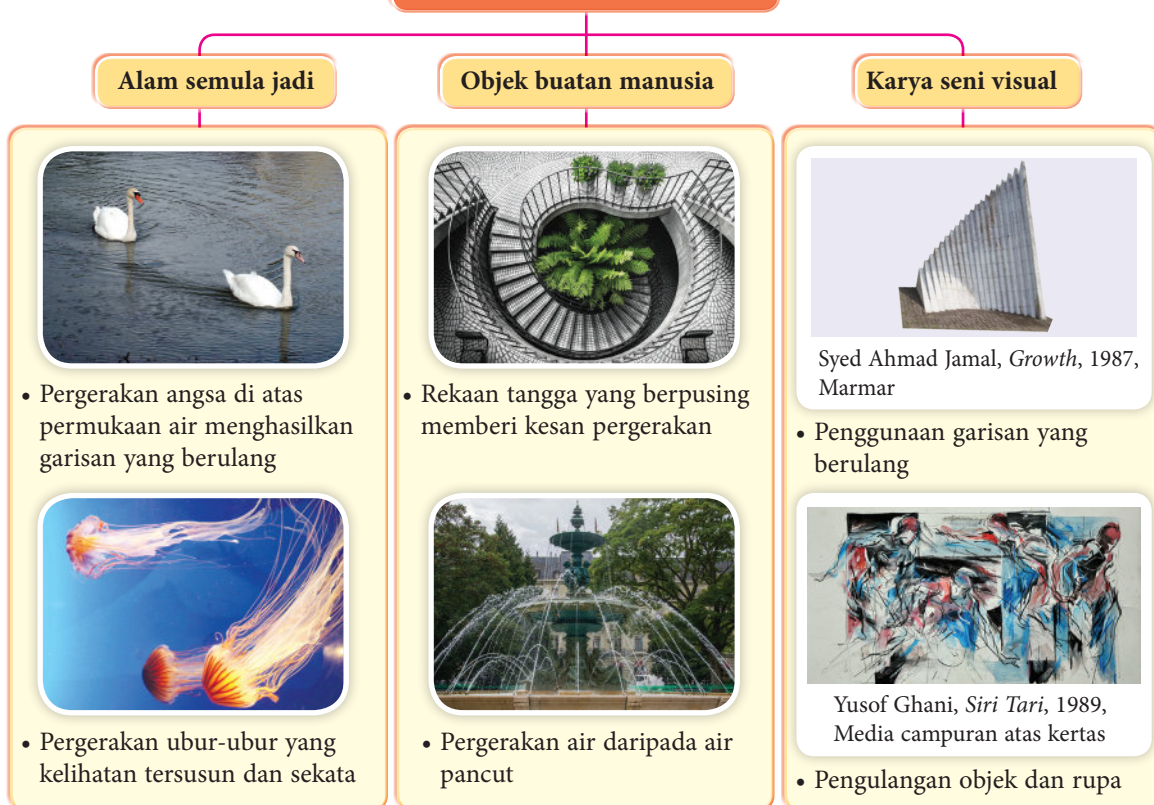 Alam semula jadi
Objek buatan manusia
Karya seni visual
• Pergerakan angsa di atas
permukaan air menghasilkan
garisan yang berulang
• Pergerakan ubur-ubur yang
kelihatan tersusun dan sekata
• Rekaan tangga yang berpusing
memberi kesan pergerakan
• Pergerakan air daripada air
pancut
Syed Ahmad Jamal, Growth, 1987,
Marmar
• Penggunaan garisan yang
berulang
Yusof Ghani, Siri Tari, 1989,
Media campuran atas kertas
• Pengulangan objek dan rupa